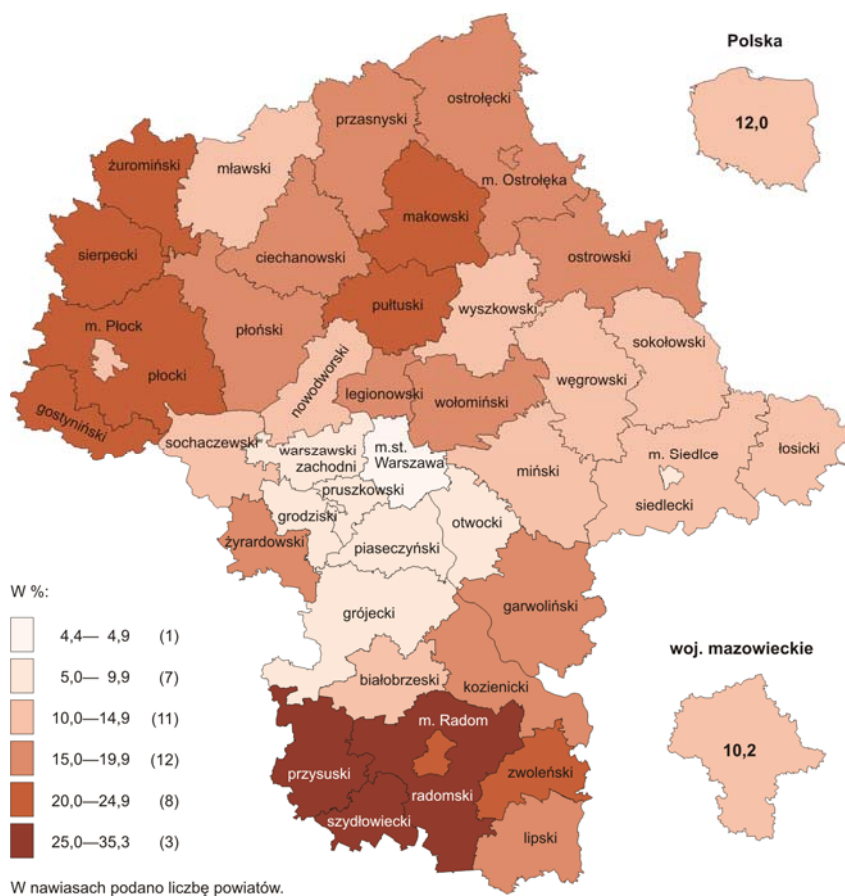 Polska
12,0
ostrołęcki
przasnyski
żuromiński
mławski
m. Ostrołęka
makowski
sierpecki
ciechanowski
ostrowski
pułtuski
wyszkowski
m. Płock
płoński
sokołowski
płocki
nowodworski
węgrowski
legionowski
wołomiński
gostyniński
sochaczewski
warszawski
zachodni
m.st.
Warszawa
m. Siedlce
łosicki
miński
siedlecki
pruszkowski
grodziski
otwocki
żyrardowski
piaseczyński
W %:
grójecki
garwoliński
4,4— 4,9 (1)
5,0— 9,9 (7)
10,0—14,9 (11)
15,0—19,9 (12)
20,0—24,9 (8)
25,0—35,3 (3)
woj. mazowieckie
10,2
białobrzeski
kozienicki
m. Radom
przysuski
zwoleński
radomski
szydłowiecki
lipski
W nawiasach podano liczbę powiatów.